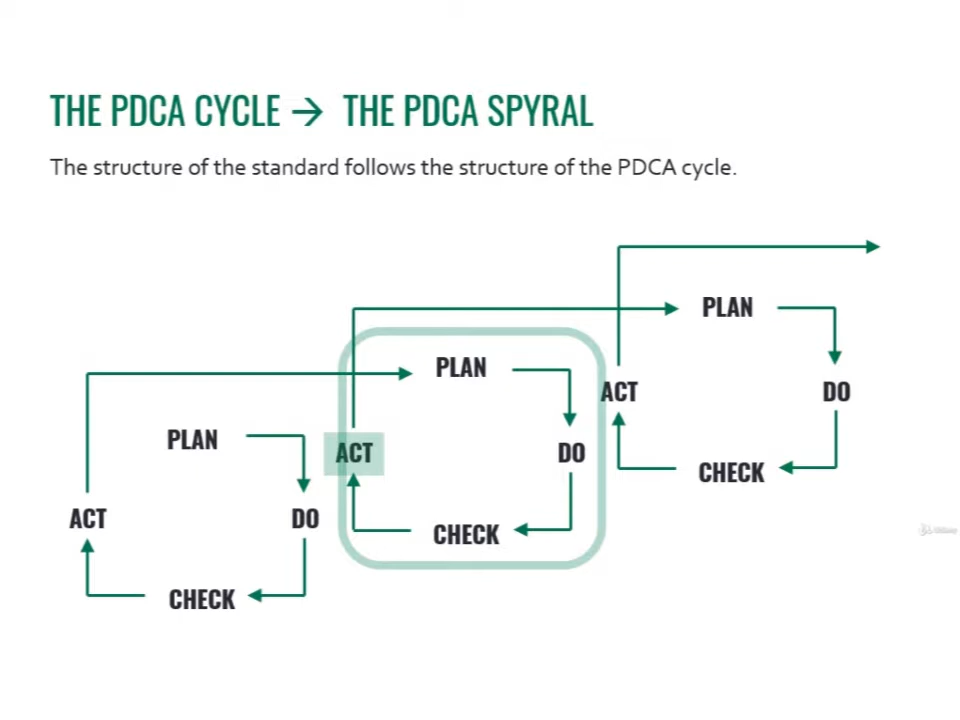 THE PDCA CYCLE → THE PDCA SPYRAL
The structure of the standard follows the structure of the PDCA cycle.
PLAN
DO
CHECK
ACT
PLAN
DO
CHECK
ACT
PLAN
DO
CHECK
ACT